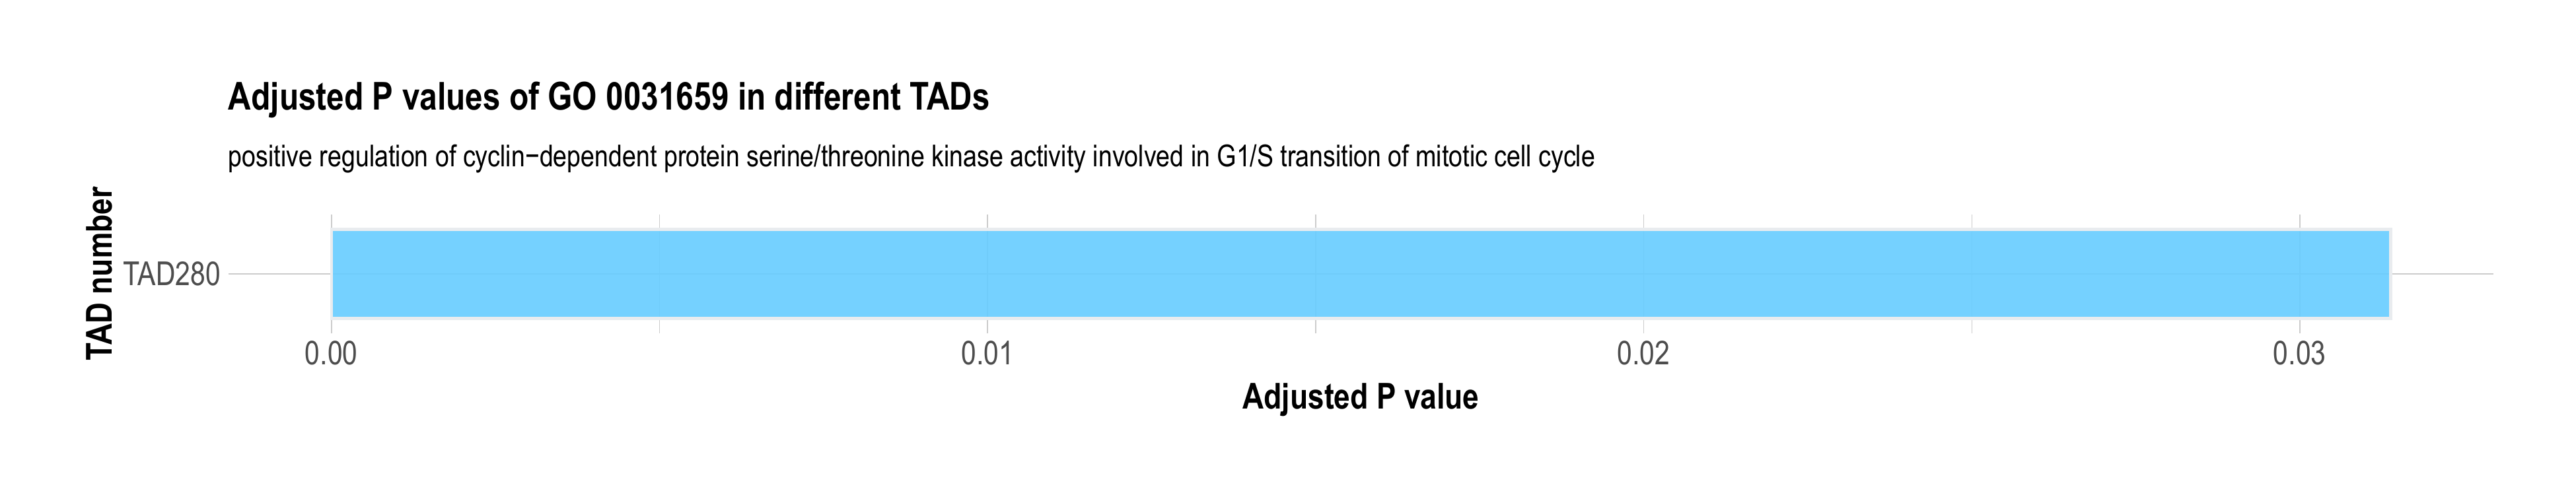 Adjusted P values of GO 0031659 in different TADs
positive regulation of cyclin−dependent protein serine/threonine kinase activity involved in G1/S transition of mitotic cell cycle
TAD number
TAD280
0.00
0.01
0.02
0.03
Adjusted P value